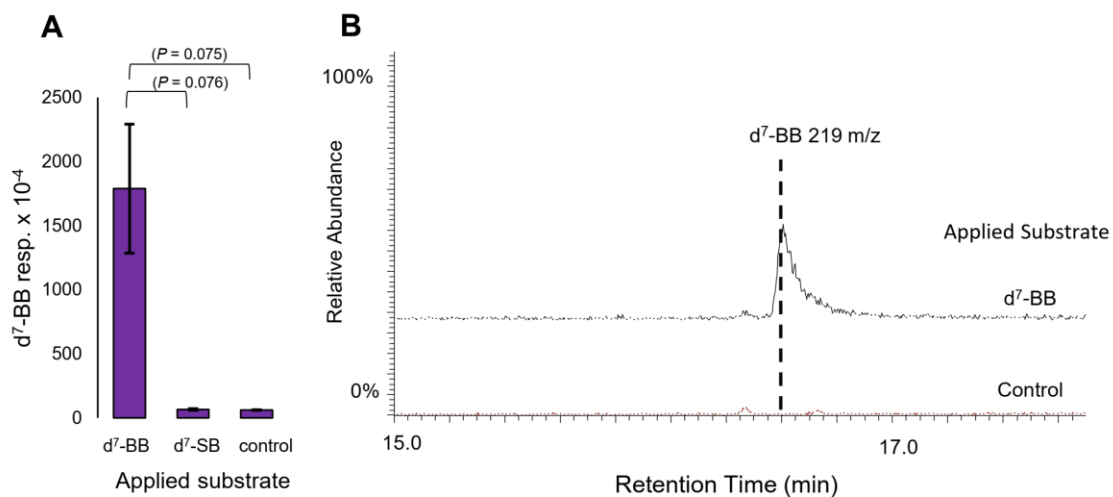 A
(P = 0.075)
(P = 0.076)
2500
2000
1500
1000
500
0
d⁷-BB resp. x 10⁻⁴
d⁷-BB
d⁷-SB
control
Applied substrate
B
100%
0%
Relative Abundance
d⁷-BB 219 m/z
Applied Substrate
d⁷-BB
Control
15.0
17.0
Retention Time (min)